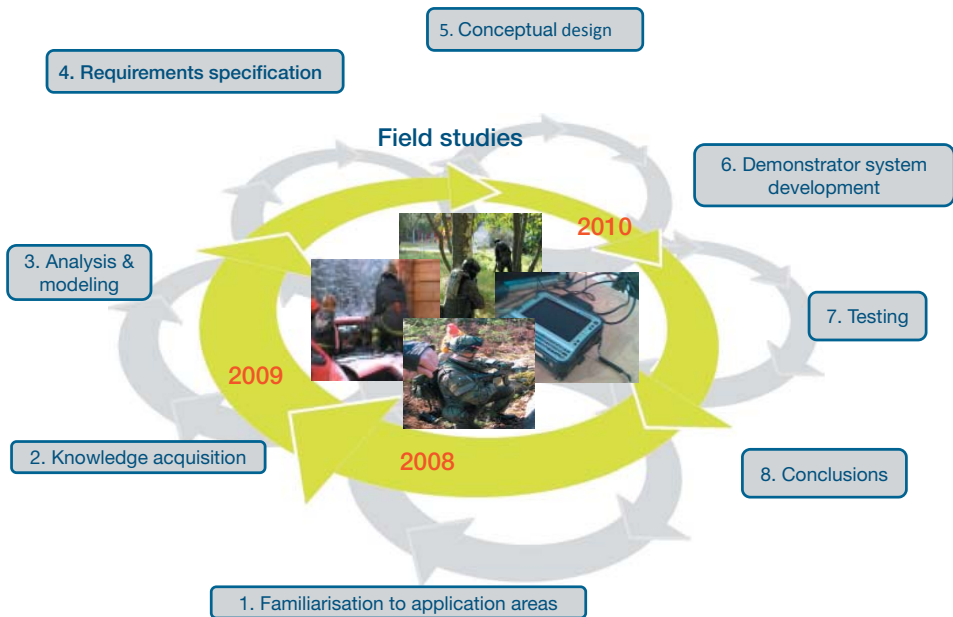 5. Conceptual design
4. Requirements specification
Field studies
6. Demonstrator system
development
2010
3. Analysis &
modeling
7. Testing
2009
2. Knowledge acquisition
2008
8. Conclusions
1. Familiarisation to application areas